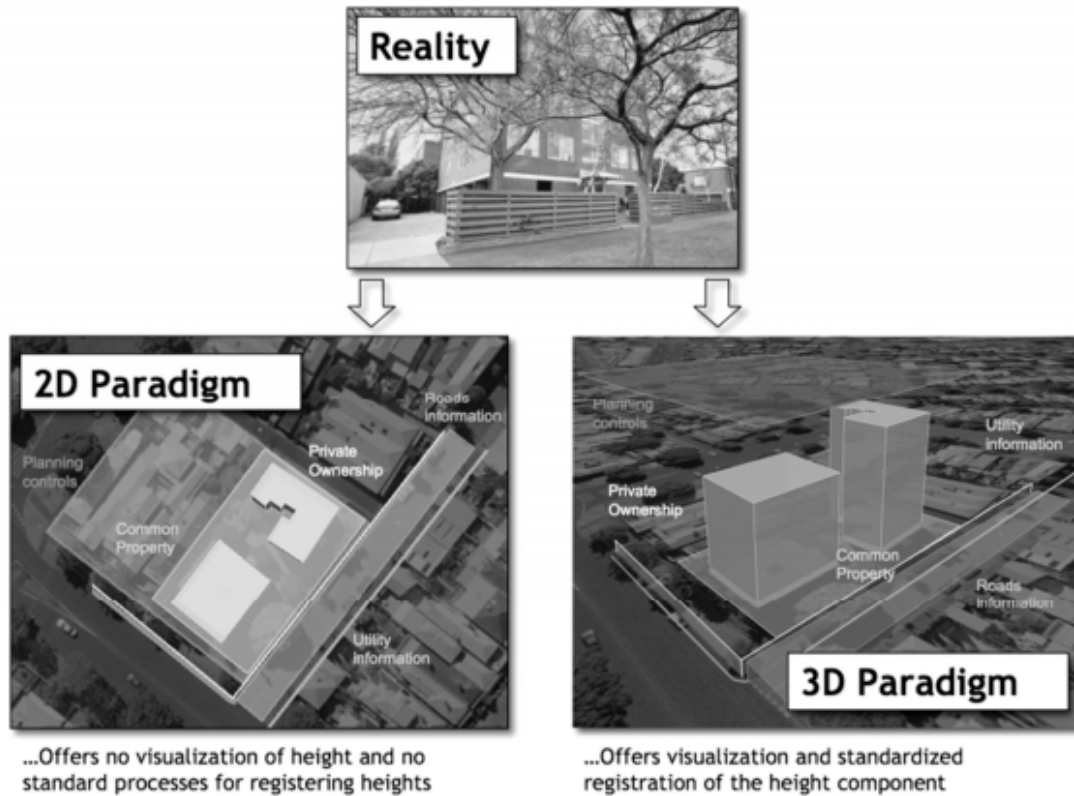 Reality
2D Paradigm
Roads
information
Private
Ownership
Planning
controls
Common
Property
Utility
information
...Offers no visualization of height and no
standard processes for registering heights
Planning
controls
Utility
information
Private
Ownership
Common
Property
Roads
Information
3D Paradigm
...Offers visualization and standardized
registration of the height component